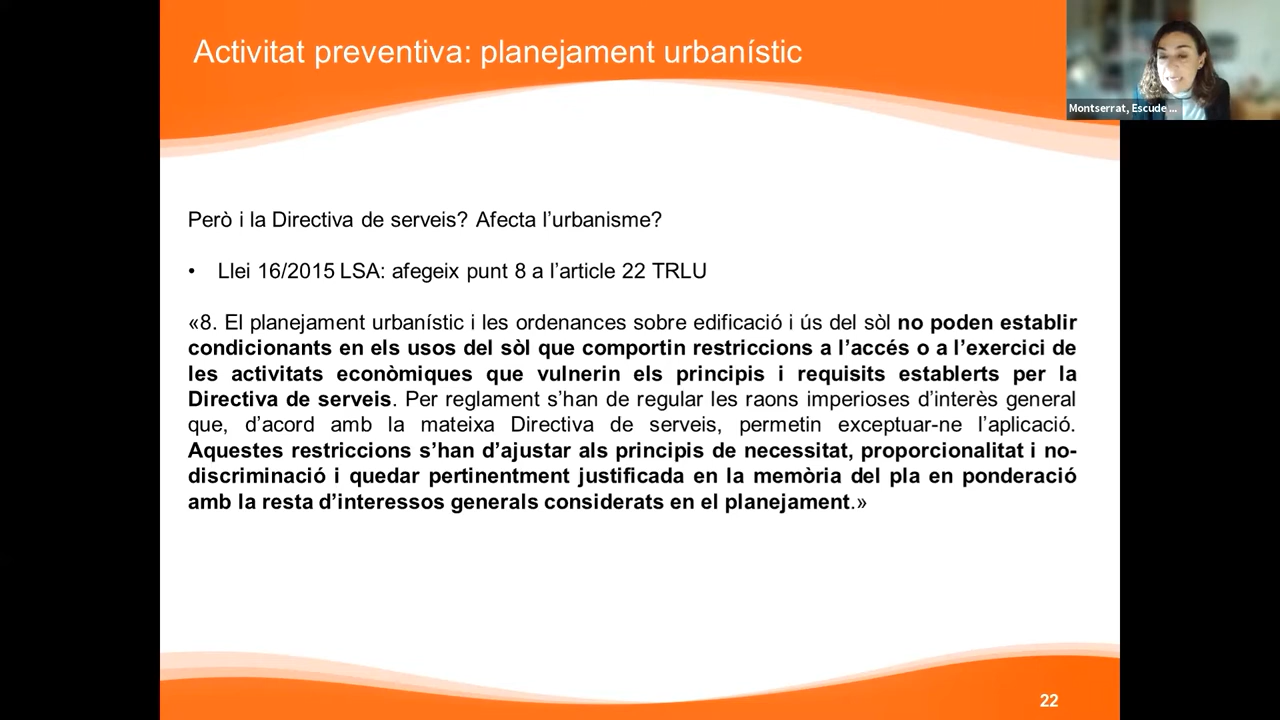 Activitat preventiva: planejament urbanístic
Montserrat, Escude ...
Però i la Directiva de serveis? Afecta l’urbanisme?
• Llei 16/2015 LSA: afegeix punt 8 a l’article 22 TRLU
«8. El planejament urbanístic i les ordenances sobre edificació i ús del sòl no poden establir
condicionants en els usos del sòl que comportin restriccions a l’accés o a l’exercici de
les activitats econòmiques que vulnerin els principis i requisits establerts per la
Directiva de serveis. Per reglament s’han de regular les raons imperioses d’interès general
que, d’acord amb la mateixa Directiva de serveis, permetin exceptuar-ne l’aplicació.
Aquestes restriccions s’han d’ajustar als principis de necessitat, proporcionalitat i no-
discriminació i quedar pertinentment justificada en la memòria del pla en ponderació
amb la resta d’interessos generals considerats en el planejament.»
22